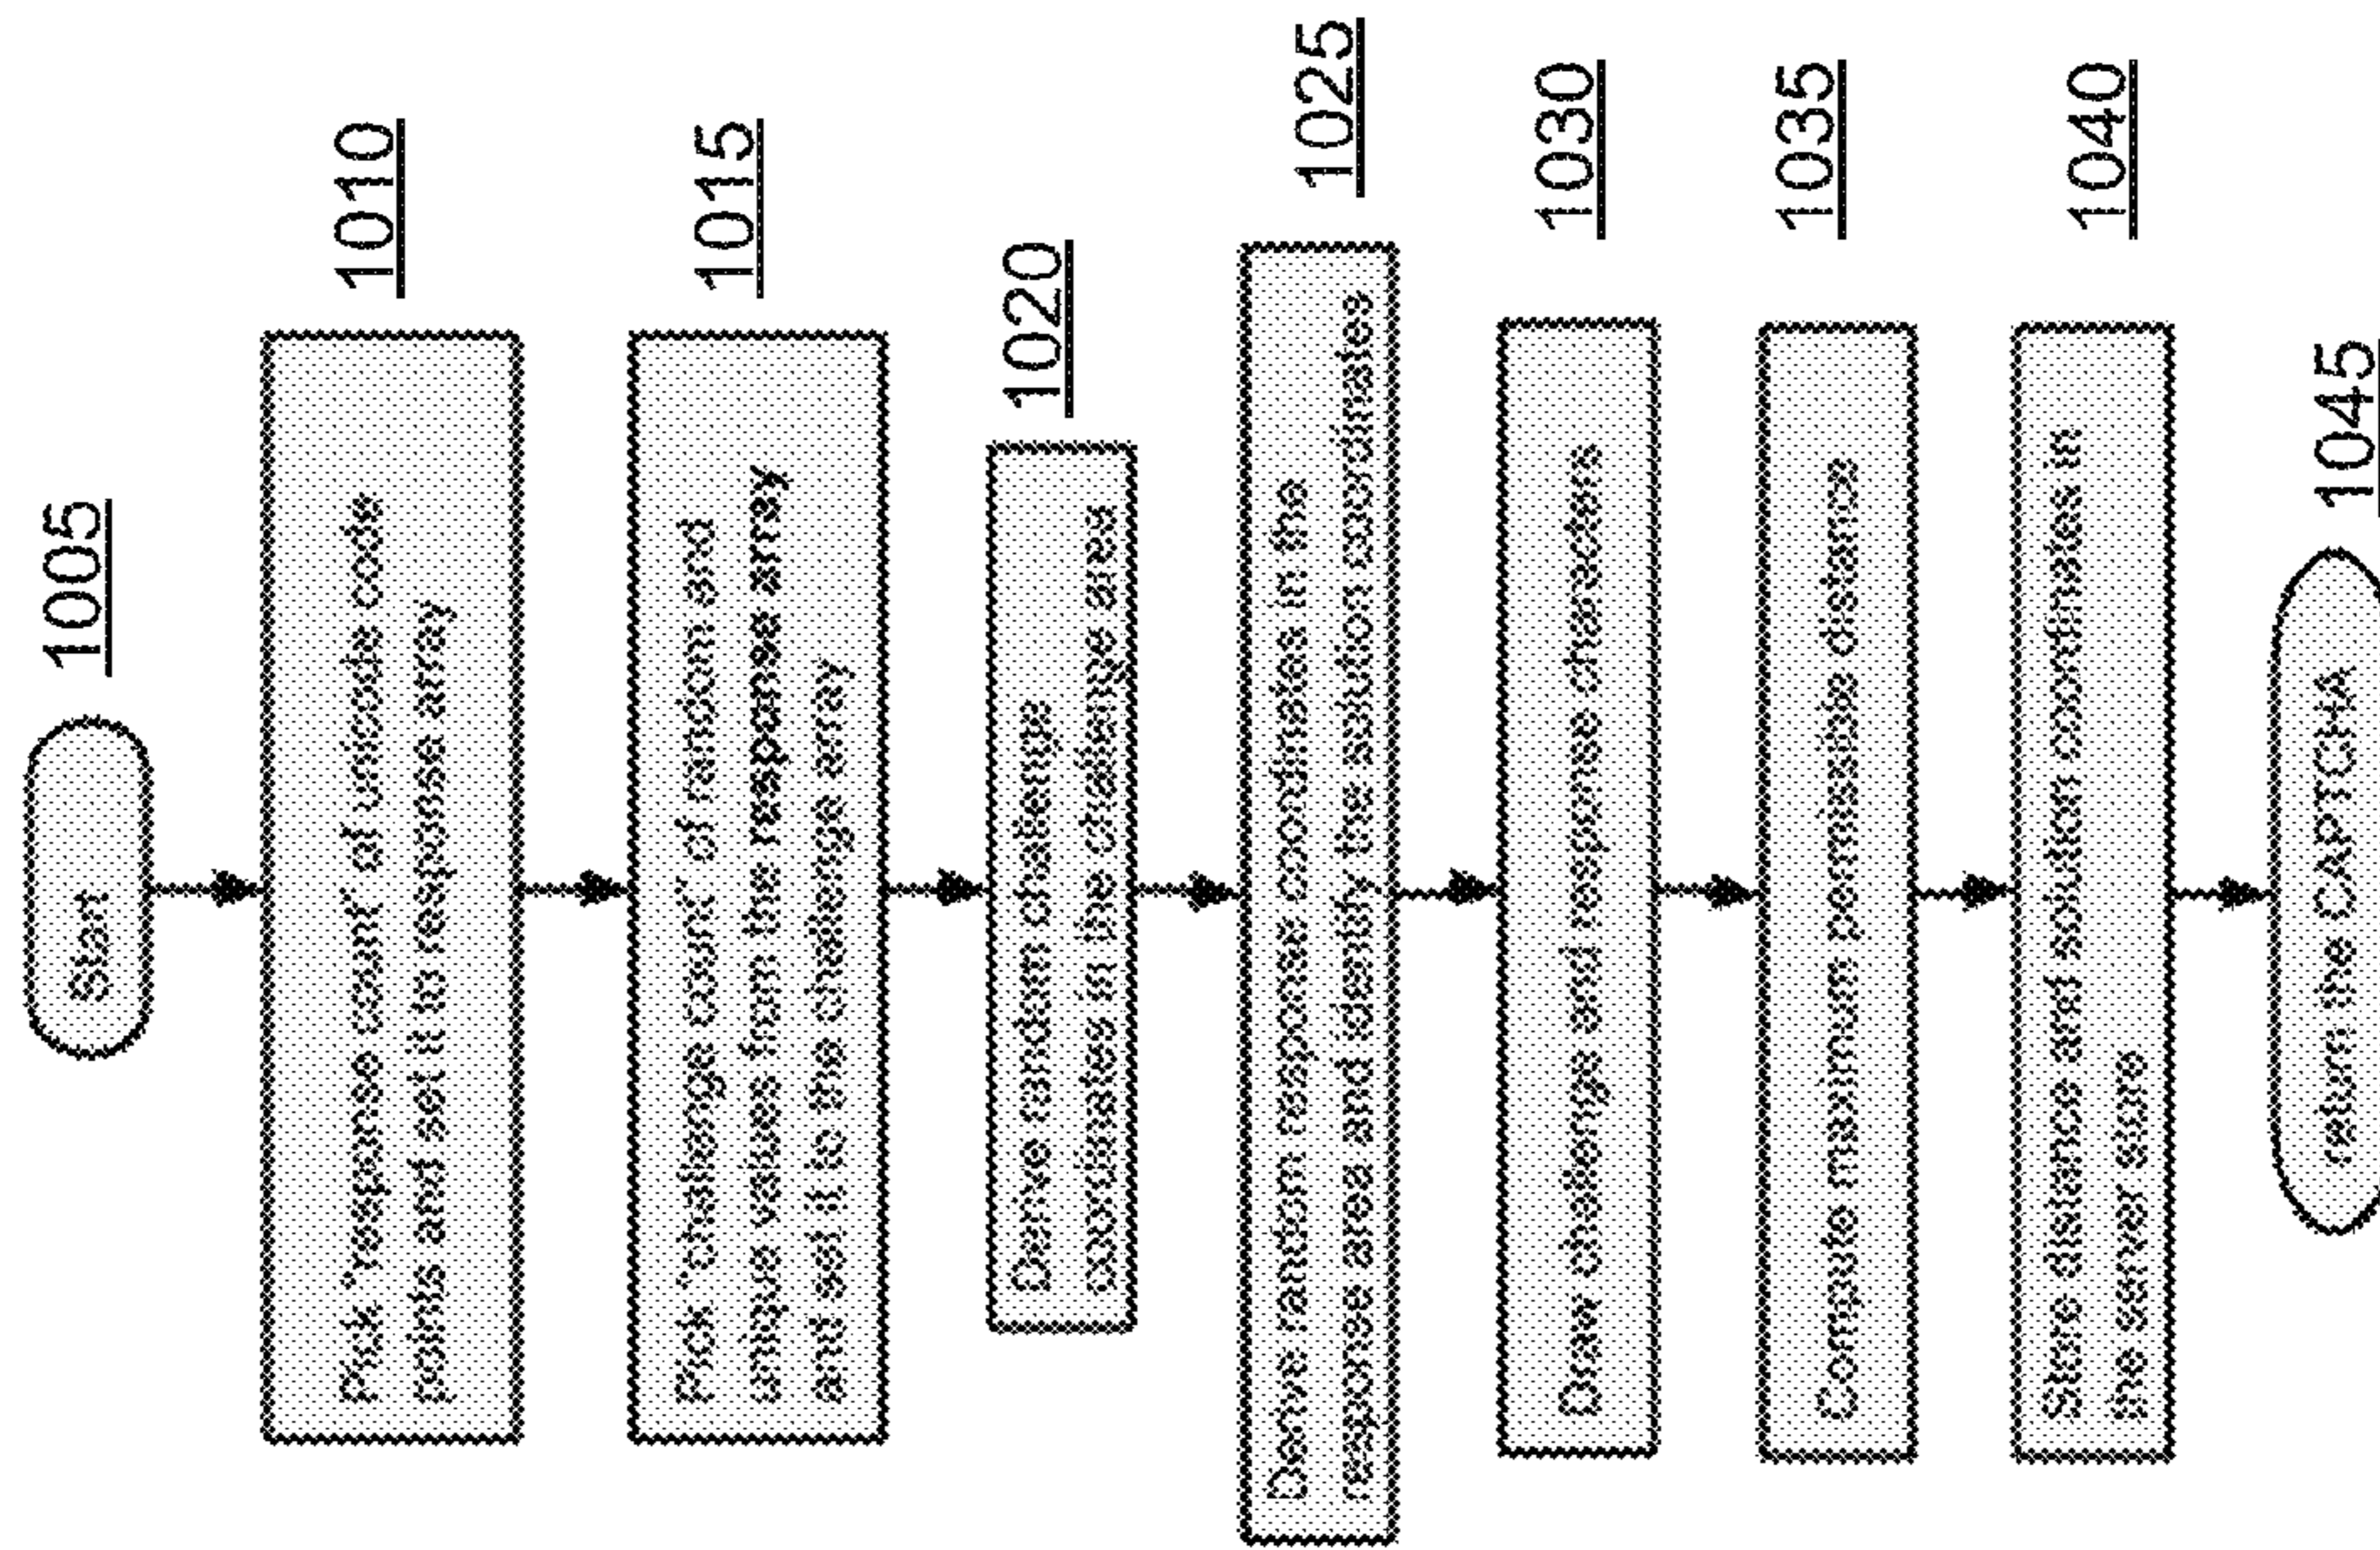 Start
1005
Pick "response count" of unicode code
points and set it to response array
1010
Pick "challenge count" of random and
unique values from the response array
and set it to the challenge array
1015
Derive random challenge
coordinates in the challenge area
1020
Derive random response coordinates in the
response area and identify the solution coordinates
1025
Draw challenge and response characters
1030
Compute maximum permissible distance
1035
Store distance and solution coordinates in
the server store
1040
return the CAPTCHA
1045